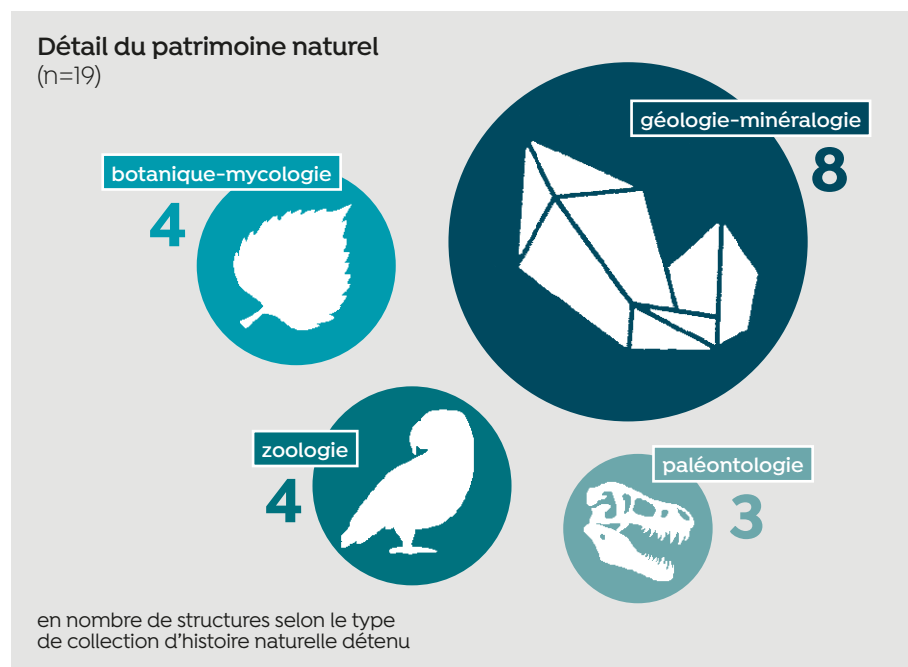 Détail du patrimoine naturel
(n=19)
géologie-minéralogie
8
botanique-mycologie
4
zoologie
4
paléontologie
3
en nombre de structures selon le type
de collection d'histoire naturelle détenu